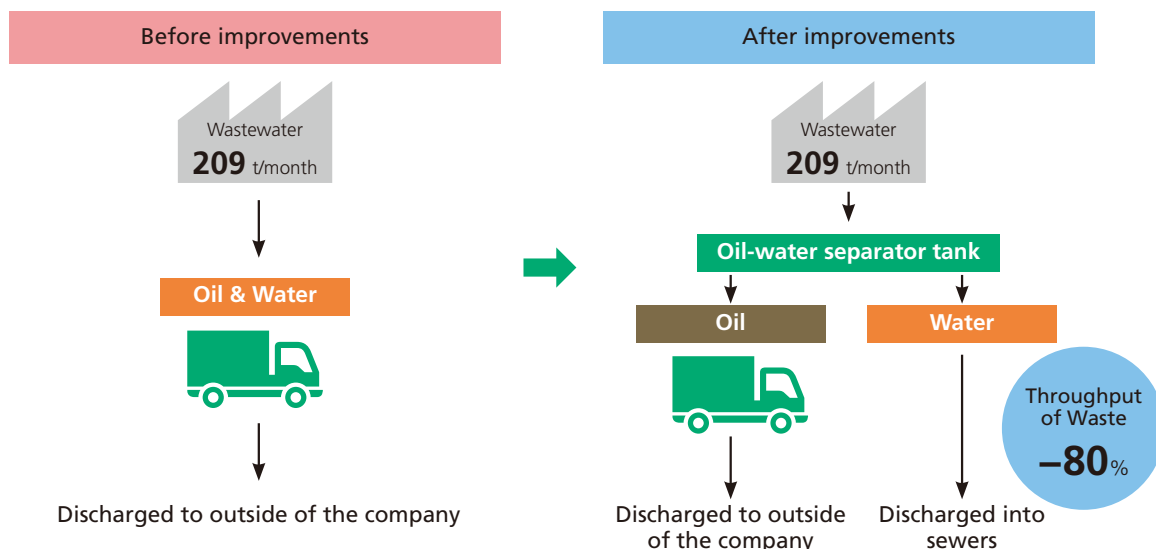 Before improvements
Wastewater
209 t/month
Oil & Water
Discharged to outside of the company
After improvements
Wastewater
209 t/month
Oil-water separator tank
Oil
Water
Throughput
of Waste
–80%
Discharged to outside
of the company
Discharged into
sewers